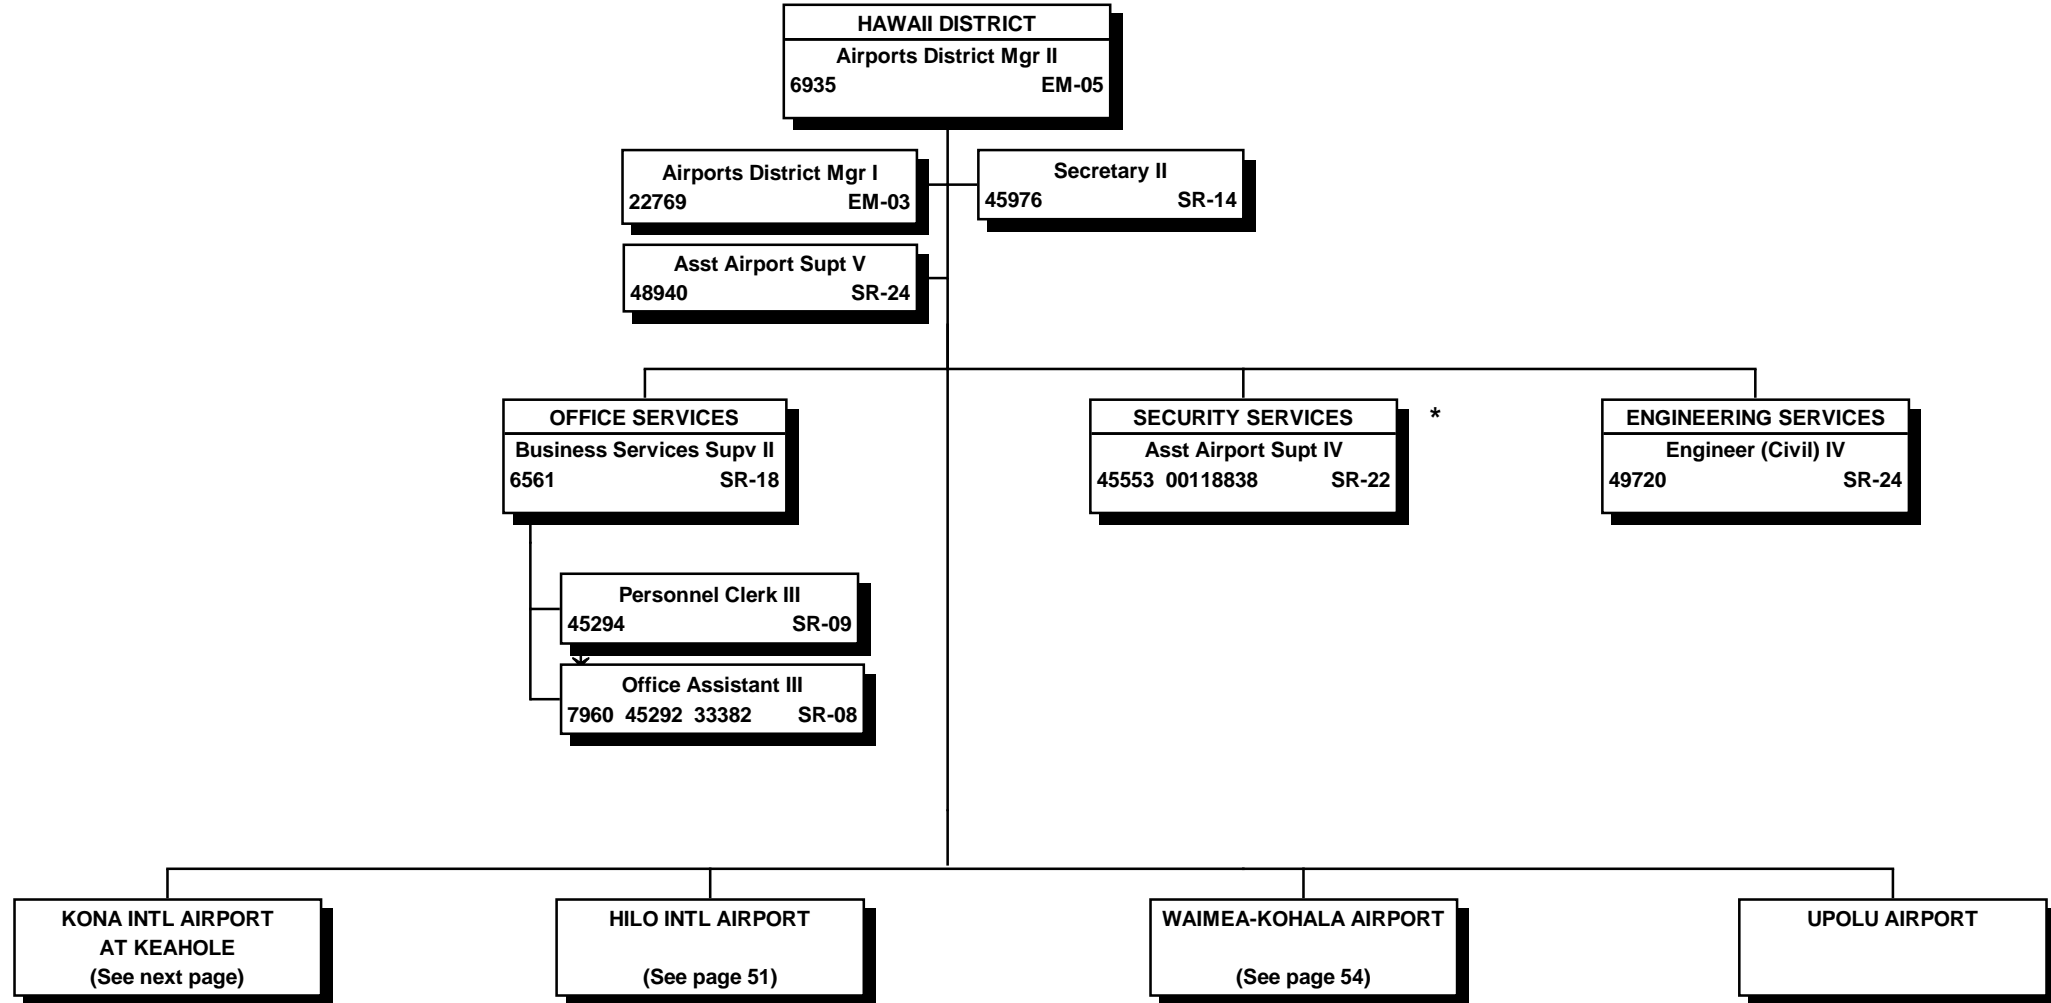 HAWAII DISTRICT
Airports District Mgr II
6935 EM-05
Airports District Mgr I
22769 EM-03
Secretary II
45976 SR-14
Asst Airport Supt V
48940 SR-24
OFFICE SERVICES
Business Services Supv II
6561 SR-18
SECURITY SERVICES *
Asst Airport Supt IV
45553 00118838 SR-22
ENGINEERING SERVICES
Engineer (Civil) IV
49720 SR-24
Personnel Clerk III
45294 SR-09
Office Assistant III
7960 45292 33382 SR-08
KONA INTL AIRPORT
AT KEAHOLE
(See next page)
HILO INTL AIRPORT
(See page 51)
WAIMEA-KOHALA AIRPORT
(See page 54)
UPOLU AIRPORT